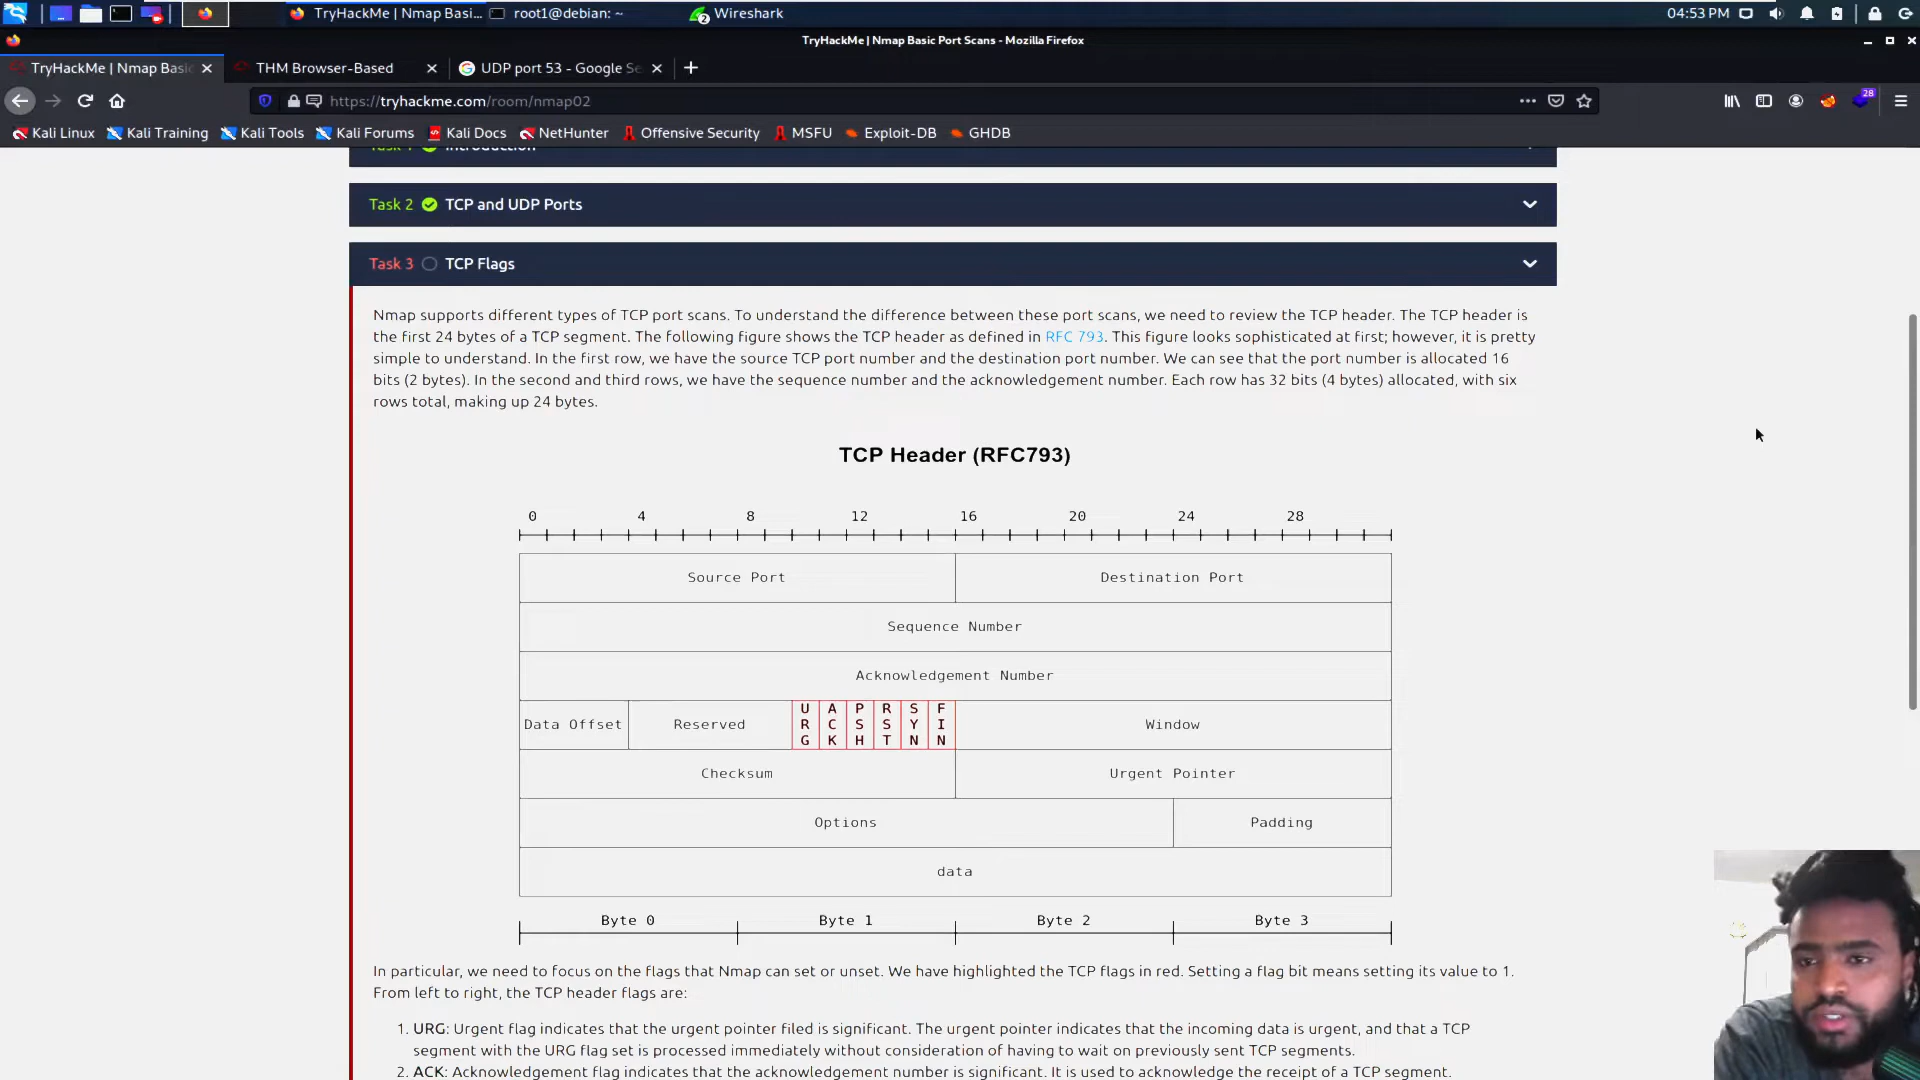 TryHackMe | Nmap Basi... root1@debian: ~ 2 Wireshark 04:53 PM
TryHackMe | Nmap Basic Port Scans - Mozilla Firefox
TryHackMe | Nmap Basic THM Browser-Based UDP port 53 - Google Se
https://tryhackme.com/room/nmap02 28
Kali Linux Kali Training Kali Tools Kali Forums Kali Docs NetHunter Offensive Security MSFU Exploit-DB GHDB
Task 1 Introduction
Task 2 TCP and UDP Ports
Task 3 TCP Flags
Nmap supports different types of TCP port scans. To understand the difference between these port scans, we need to review the TCP header. The TCP header is
the first 24 bytes of a TCP segment. The following figure shows the TCP header as defined in RFC 793. This figure looks sophisticated at first; however, it is pretty
simple to understand. In the first row, we have the source TCP port number and the destination port number. We can see that the port number is allocated 16
bits (2 bytes). In the second and third rows, we have the sequence number and the acknowledgement number. Each row has 32 bits (4 bytes) allocated, with six
rows total, making up 24 bytes.
TCP Header (RFC793)
0 4 8 12 16 20 24 28
Source Port Destination Port
Sequence Number
Acknowledgement Number
Data Offset Reserved URG ACK PSH RST SYN FIN Window
Checksum Urgent Pointer
Options Padding
data
Byte 0 Byte 1 Byte 2 Byte 3
In particular, we need to focus on the flags that Nmap can set or unset. We have highlighted the TCP flags in red. Setting a flag bit means setting its value to 1.
From left to right, the TCP header flags are:
1. URG: Urgent flag indicates that the urgent pointer filed is significant. The urgent pointer indicates that the incoming data is urgent, and that a TCP
segment with the URG flag set is processed immediately without consideration of having to wait on previously sent TCP segments.
2. ACK: Acknowledgement flag indicates that the acknowledgement number is significant. It is used to acknowledge the receipt of a TCP segment.